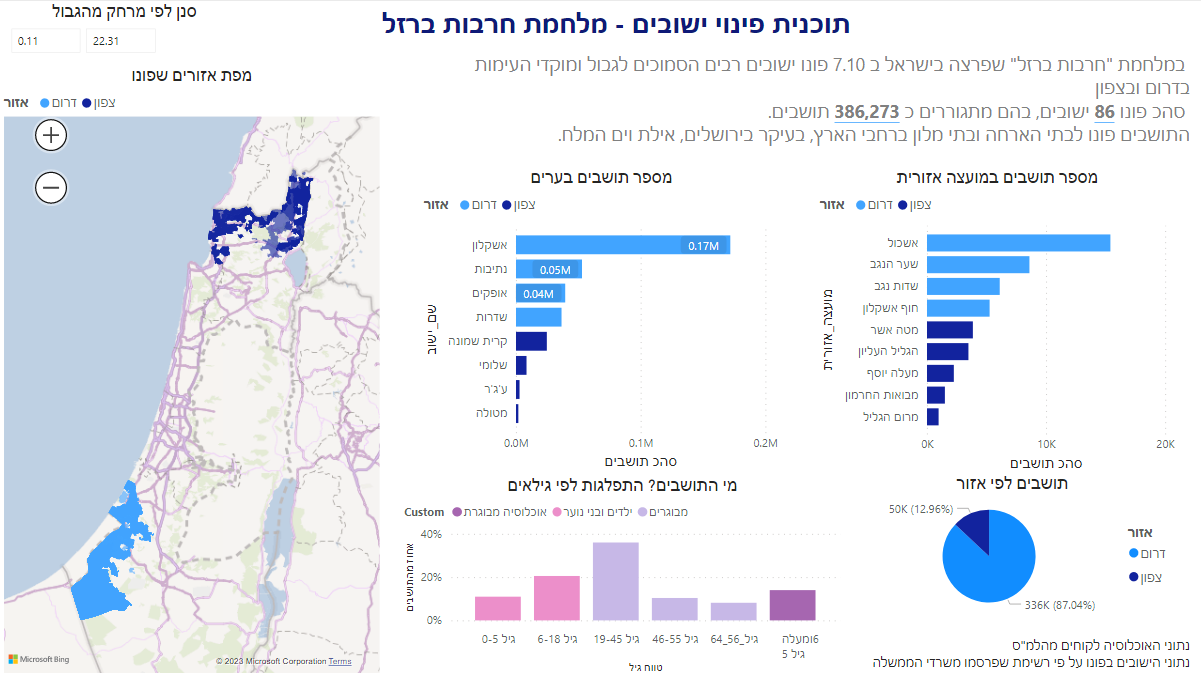 תוכנית פינוי ישובים - מלחמת חרבות ברזל
במלחמת "חרבות ברזל" שפרצה בישראל ב 7.10 פונו ישובים רבים הסמוכים לגבול ומוקדי העימות
בדרום ובצפון
סהכ פונו 86 ישובים, בהם מתגוררים כ 386,273 תושבים.
התושבים פונו לבתי הארחה ובתי מלון ברחבי הארץ, בעיקר בירושלים, אילת וים המלח.
סנן לפי מרחק מהגבול
0.11 22.31
מפת אזורים שפונו
אזור דרום צפון
Microsoft Bing
© 2023 Microsoft Corporation Terms
מספר תושבים במועצה אזורית
אזור דרום צפון
מועצה_אזורית
אשכול
שער הנגב
שדות נגב
חוף אשקלון
מטה אשר
הגליל העליון
מעלה יוסף
מבואות החרמון
מרום הגליל
0K 10K 20K
סהכ תושבים
מספר תושבים בערים
אזור דרום צפון
שם_ישוב
אשקלון 0.17M
נתיבות 0.05M
אופקים 0.04M
שדרות
קרית שמונה
שלומי
ע'ג'ר
מטולה
0.0M 0.1M 0.2M
סהכ תושבים
מי התושבים? התפלגות לפי גילאים
Custom אוכלוסיה מבוגרת ילדים ובני נוער מבוגרים
אחוז מהתושבים
40%
20%
0%
גיל 0-5 גיל 6-18 גיל 19-45 גיל 46-55 גיל_56_64 6ומעלה
גיל 5
טווח גיל
תושבים לפי אזור
50K (12.96%)
336K (87.04%)
אזור
דרום
צפון
נתוני האוכלוסיה לקוחים מהלמ"ס
נתוני הישובים בפונו על פי רשימת שפרסמו משרדי הממשלה